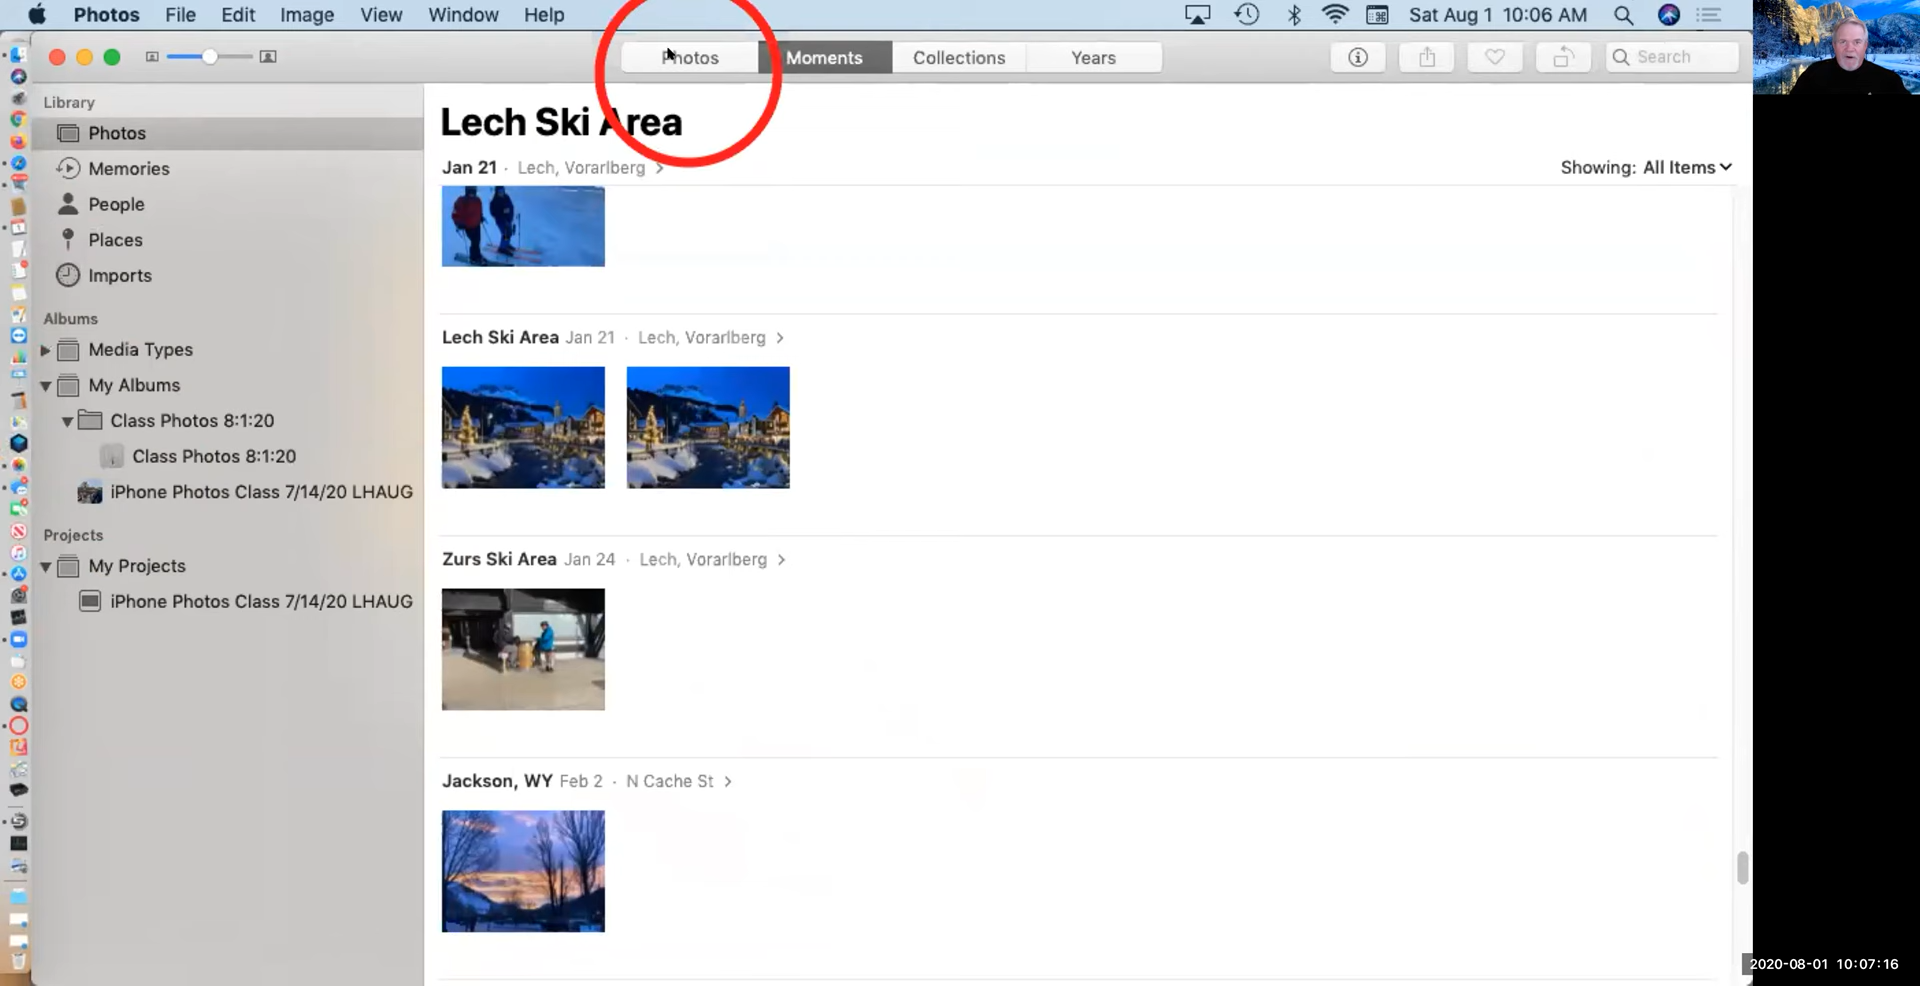 Photos File Edit Image View Window Help Sat Aug 1 10:06 AM
Photos Moments Collections Years Search
Library
Photos
Memories
People
Places
Imports
Albums
Media Types
My Albums
Class Photos 8:1:20
Class Photos 8:1:20
iPhone Photos Class 7/14/20 LHAUG
Projects
My Projects
iPhone Photos Class 7/14/20 LHAUG
Lech Ski Area
Jan 21 · Lech, Vorarlberg > Showing: All Items
Lech Ski Area Jan 21 · Lech, Vorarlberg >
Zurs Ski Area Jan 24 · Lech, Vorarlberg >
Jackson, WY Feb 2 · N Cache St >
2020-08-01 10:07:16